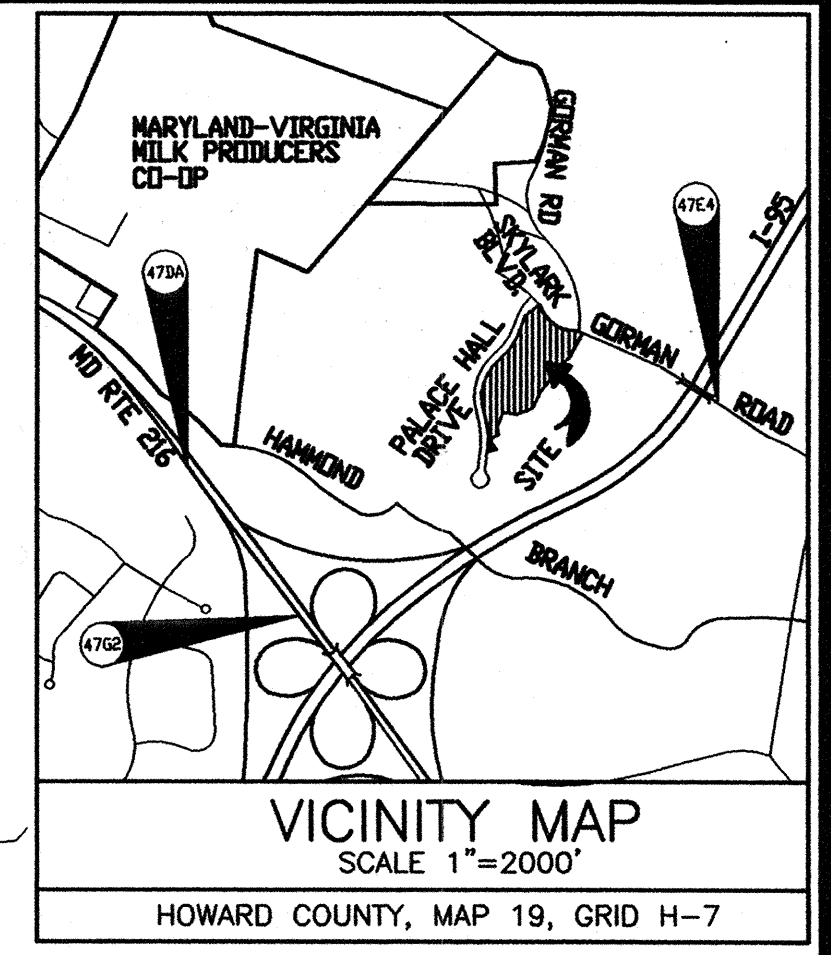 MARYLAND-VIRGINIA
MILK PRODUCERS
CO-OP
GORMAN RD
47E4
I-95
SKYLARK
BLVD.
47DA
GORMAN
ROAD
PALACE HALL
DRIVE
MD RTE 216
HAMMOND
SITE
BRANCH
47G2
VICINITY MAP
SCALE 1"=2000'
HOWARD COUNTY, MAP 19, GRID H-7